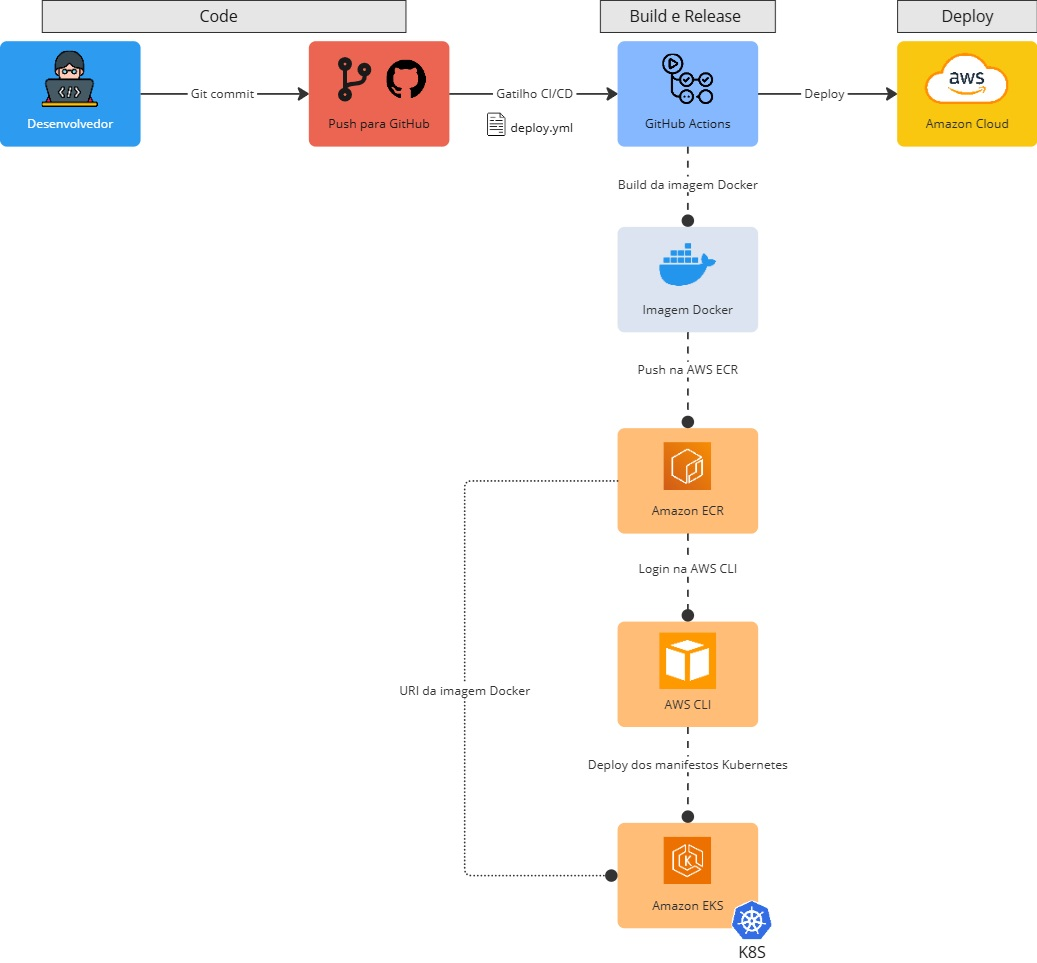 Code
Build e Release
Deploy
Desenvolvedor
Git commit
Push para GitHub
Gatilho CI/CD
deploy.yml
GitHub Actions
Deploy
aws
Amazon Cloud
Build da imagem Docker
Imagem Docker
Push na AWS ECR
Amazon ECR
Login na AWS CLI
AWS CLI
URI da imagem Docker
Deploy dos manifestos Kubernetes
K
Amazon EKS
K8S